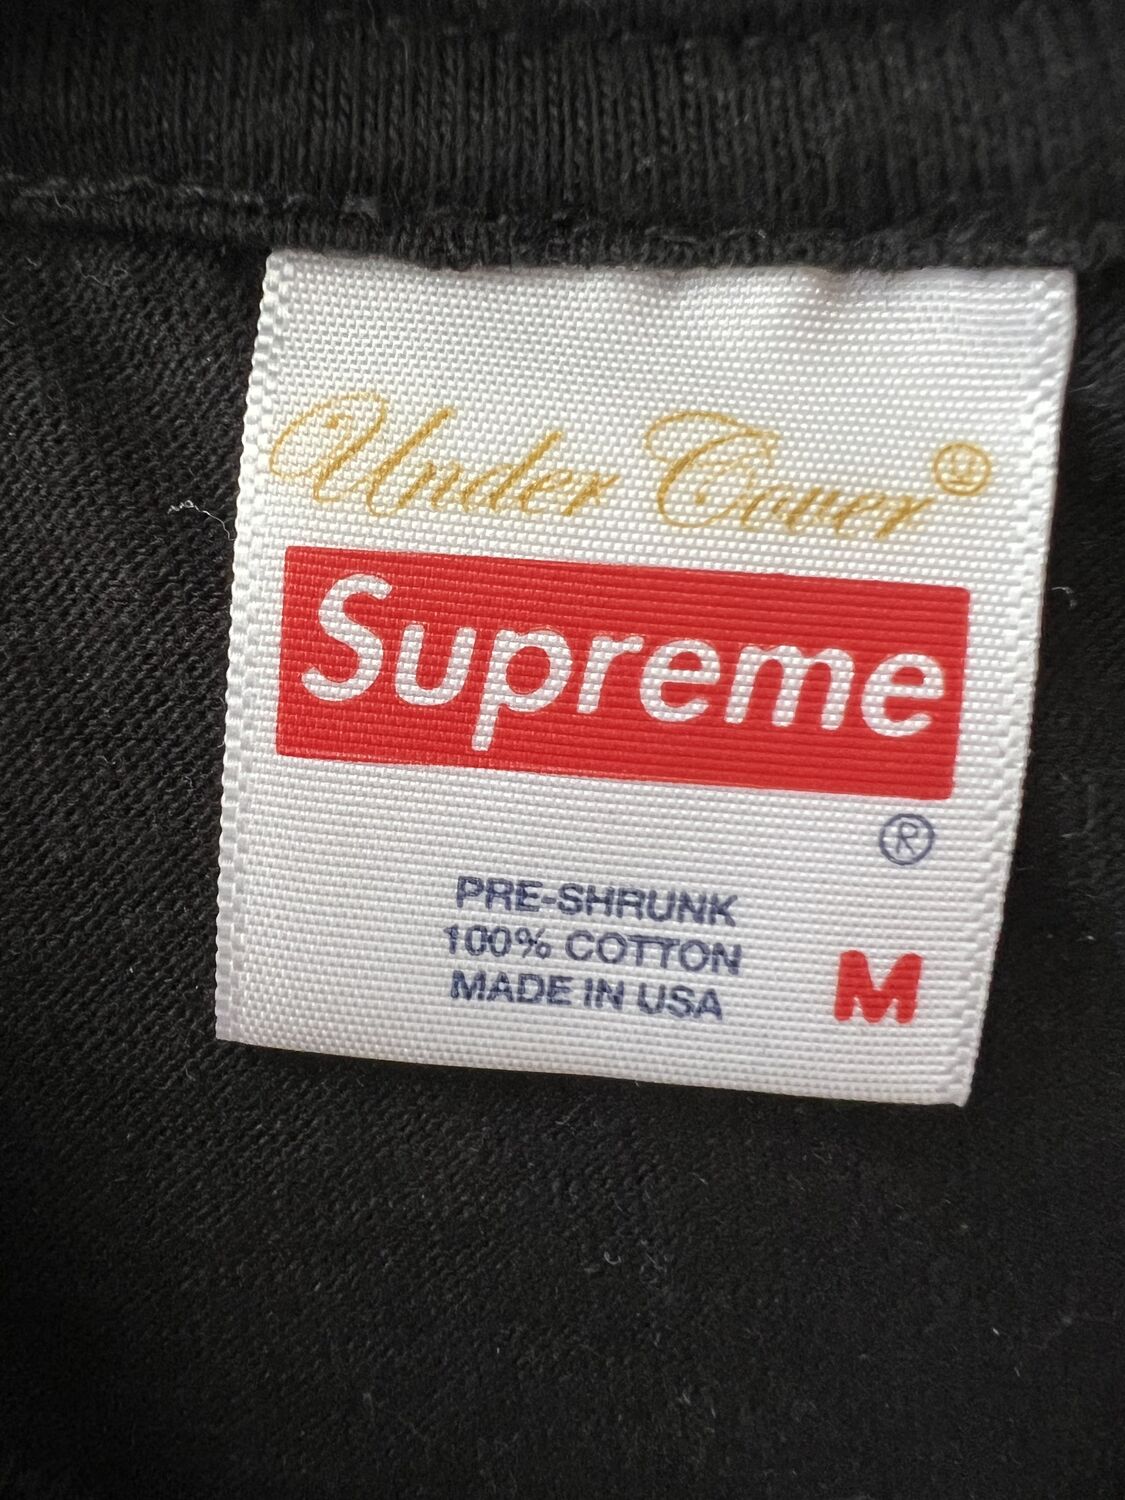 Under Cover
Supreme
®
PRE-SHRUNK
100% COTTON
MADE IN USA
M